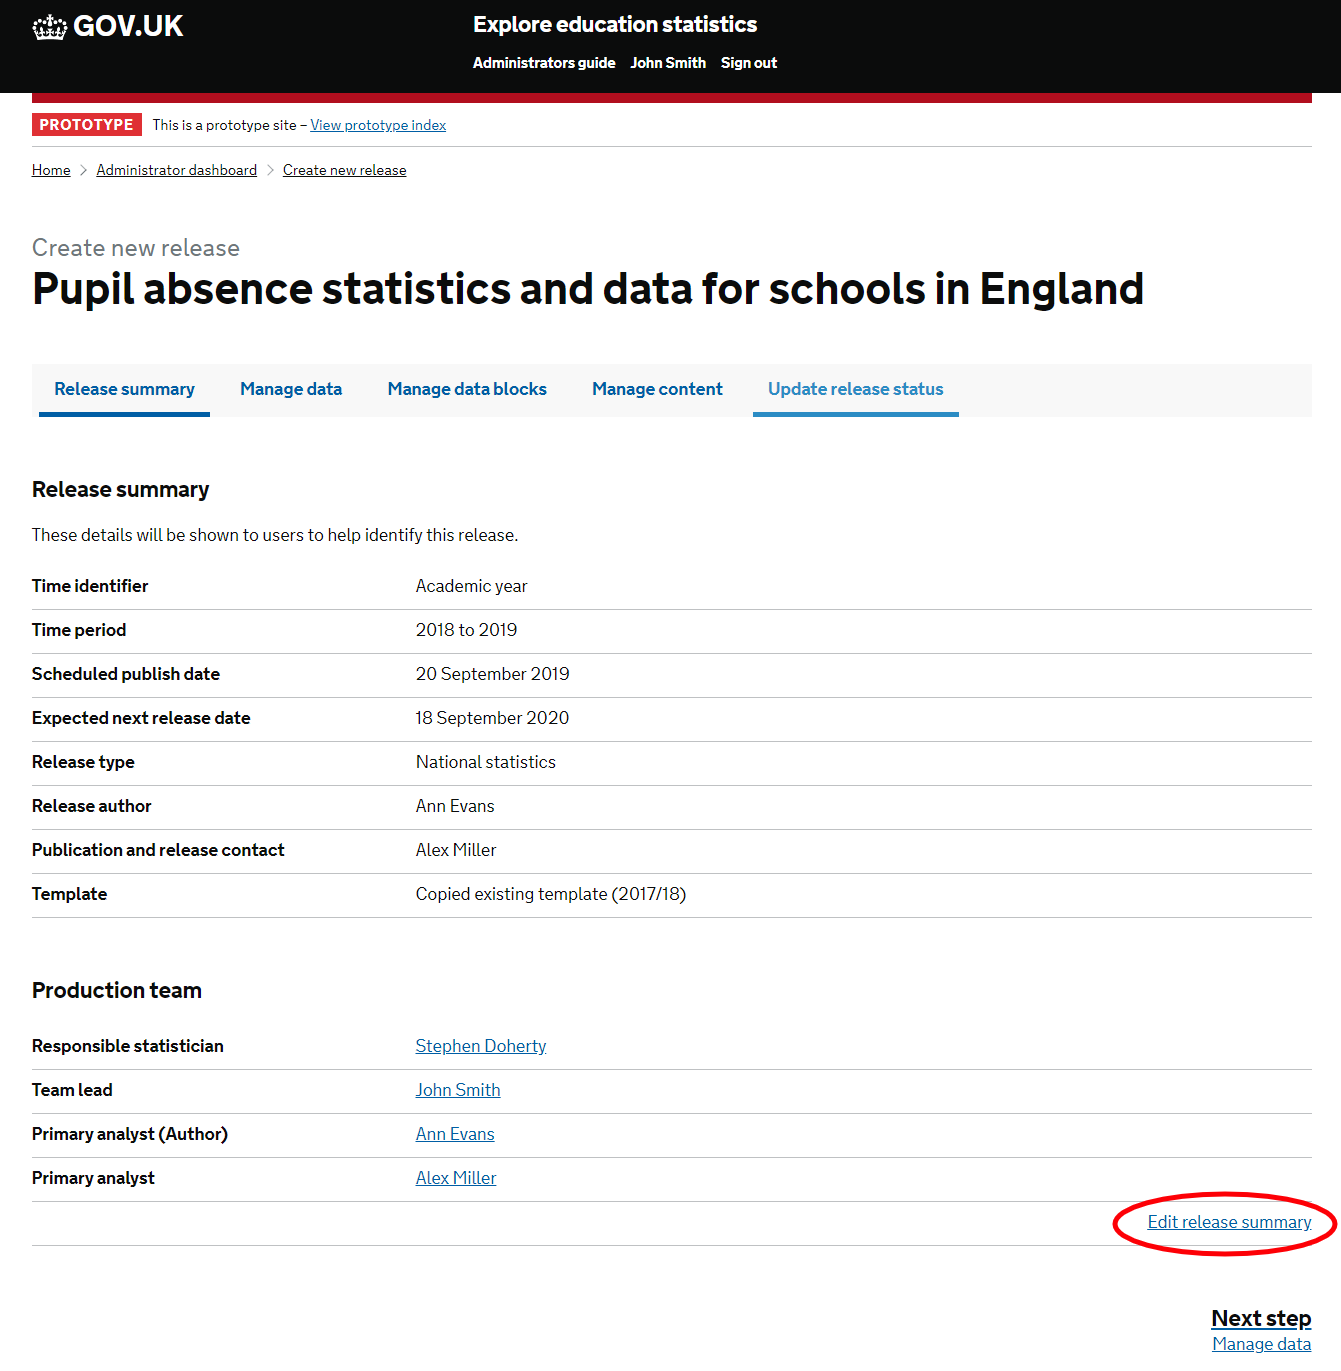 GOV.UK
Explore education statistics
Administrators guide John Smith Sign out
PROTOTYPE This is a prototype site – View prototype index
Home Administrator dashboard Create new release
Create new release
Pupil absence statistics and data for schools in England
Release summary Manage data Manage data blocks Manage content Update release status
Release summary
These details will be shown to users to help identify this release.
Time identifier Academic year
Time period 2018 to 2019
Scheduled publish date 20 September 2019
Expected next release date 18 September 2020
Release type National statistics
Release author Ann Evans
Publication and release contact Alex Miller
Template Copied existing template (2017/18)
Production team
Responsible statistician Stephen Doherty
Team lead John Smith
Primary analyst (Author) Ann Evans
Primary analyst Alex Miller
Edit release summary
Next step
Manage data